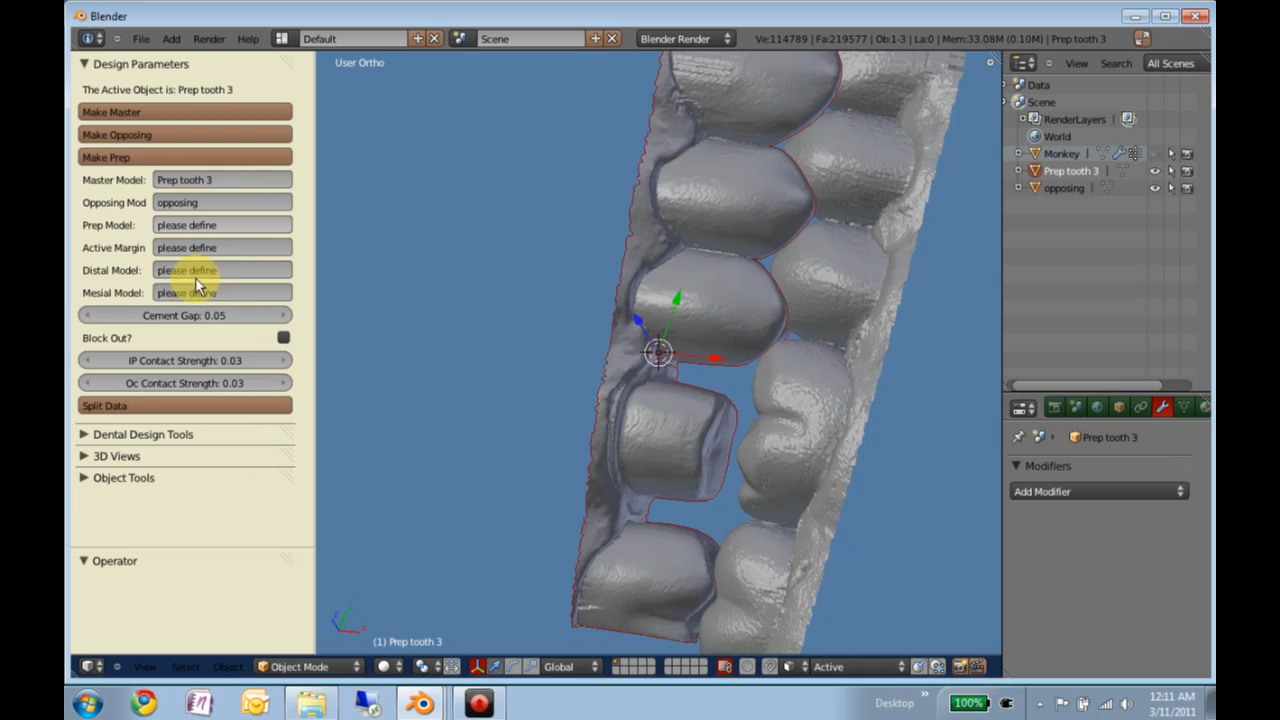 Blender
File Add Render Help Default Scene Blender Render Ve:114789 | Fa:219577 | Ob:1-3 | La:0 | Mem:33.08M (0.10M) | Prep tooth 3
Design Parameters
The Active Object is: Prep tooth 3
Make Master
Make Opposing
Make Prep
Master Model: Prep tooth 3
Opposing Mod opposing
Prep Model: please define
Active Margin please define
Distal Model: please define
Mesial Model: please define
Cement Gap: 0.05
Block Out?
IP Contact Strength: 0.03
Oc Contact Strength: 0.03
Split Data
Dental Design Tools
3D Views
Object Tools
Operator
User Ortho
(1) Prep tooth 3
View Select Object Object Mode Global Active
View Search All Scenes
Data
Scene
RenderLayers
World
Monkey
Prep tooth 3
opposing
Prep tooth 3
Modifiers
Add Modifier
Desktop » 100% 12:11 AM
3/11/2011